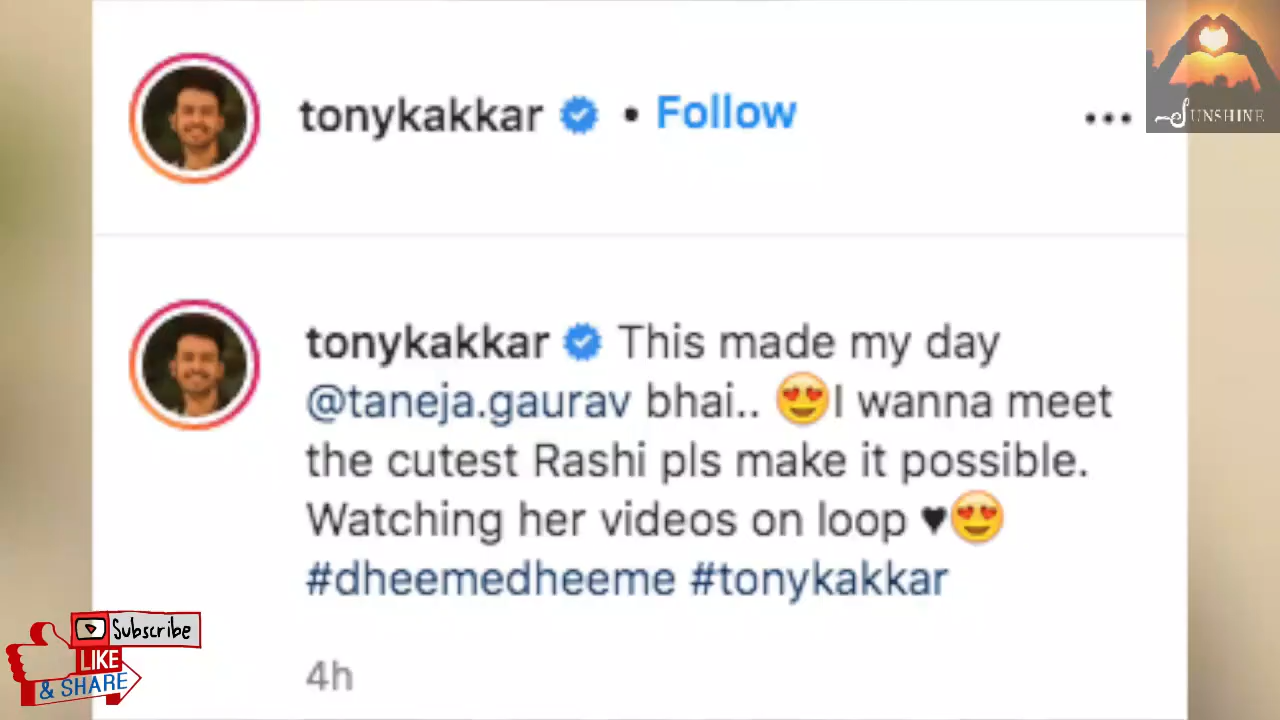 tonykakkar • Follow
SUNSHINE
tonykakkar This made my day
@taneja.gaurav bhai.. 😍I wanna meet
the cutest Rashi pls make it possible.
Watching her videos on loop ♥😍
#dheemedheeme #tonykakkar
4h
Subscribe
LIKE
& SHARE